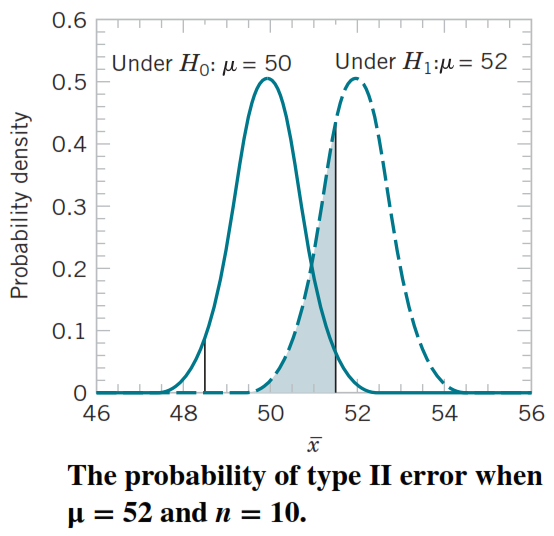 0.6
Under H₀: μ = 50
Under H₁:μ = 52
0.5
0.4
0.3
0.2
0.1
0
Probability density
46 48 50 52 54 56
x̄
The probability of type II error when
μ = 52 and n = 10.